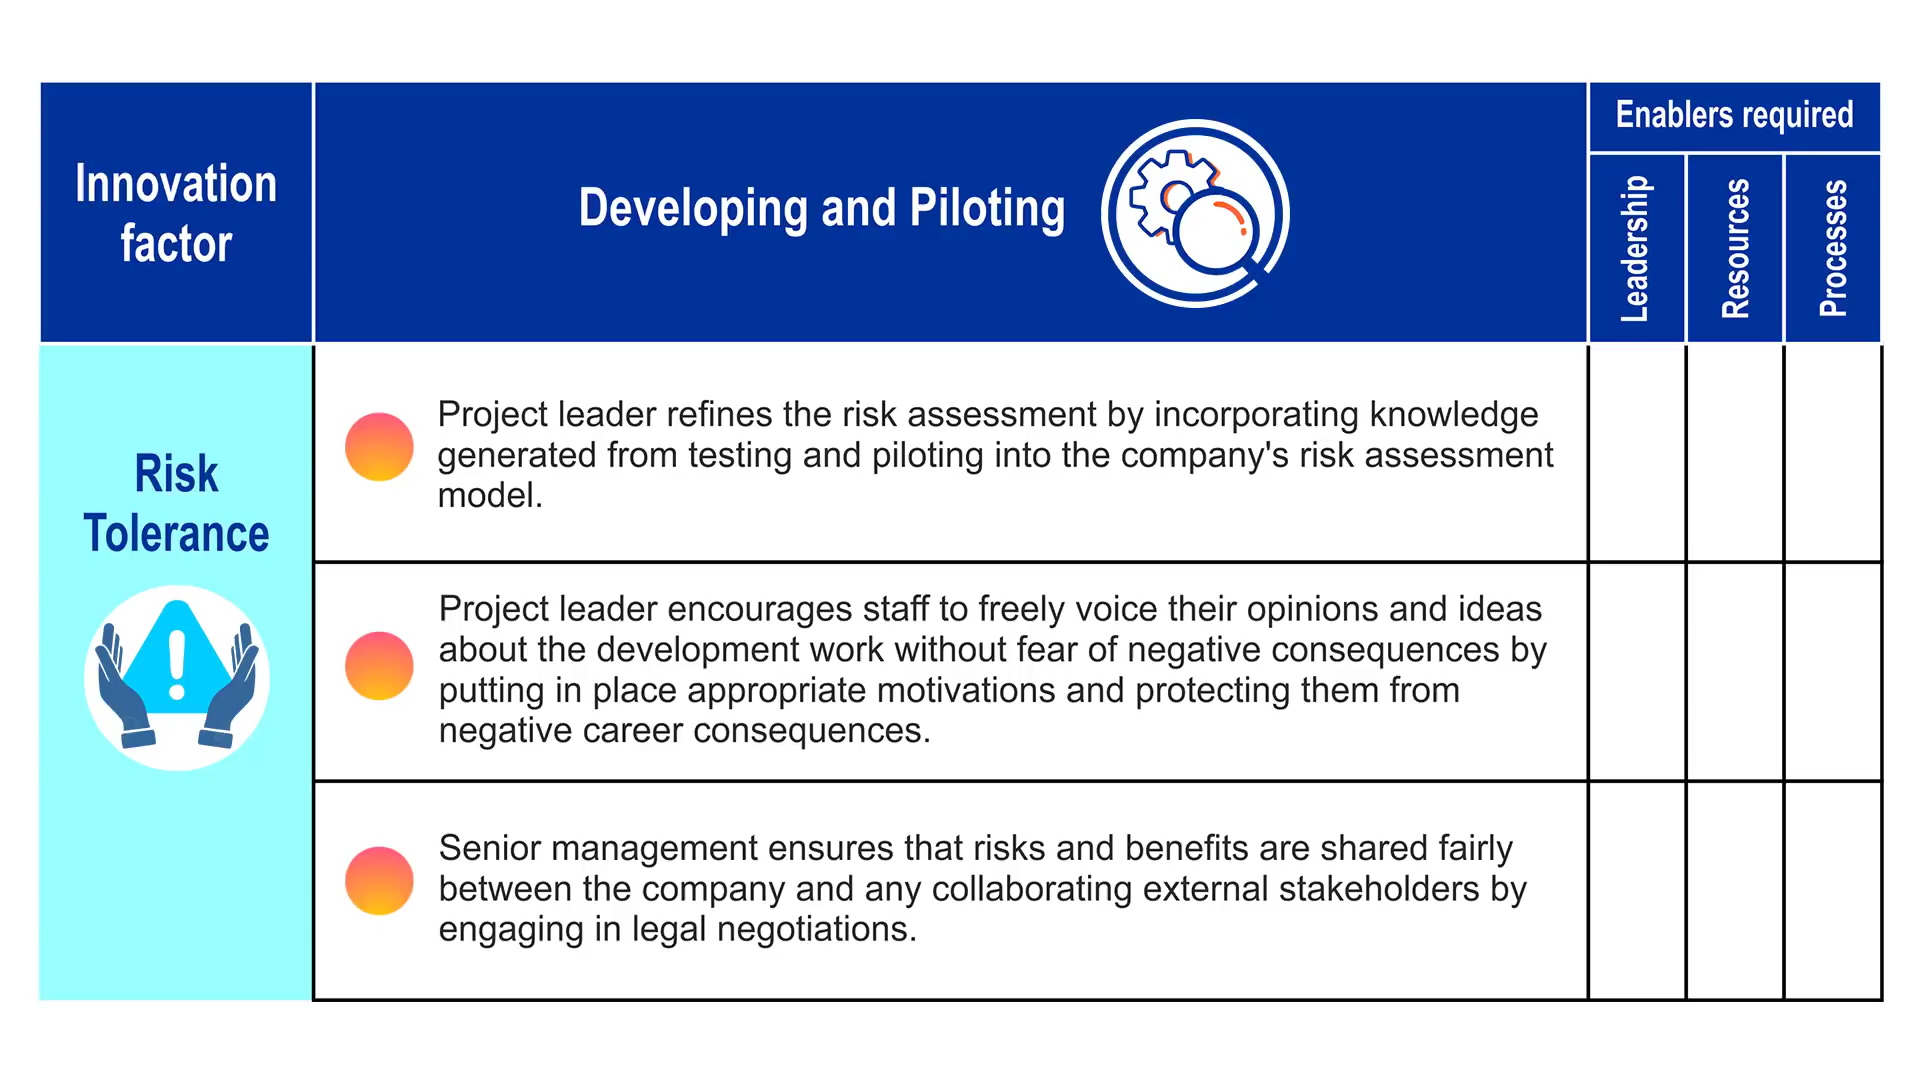 Innovation
factor
Developing and Piloting
Enablers required
Leadership
Resources
Processes
Risk
Tolerance
Project leader refines the risk assessment by incorporating knowledge
generated from testing and piloting into the company's risk assessment
model.
Project leader encourages staff to freely voice their opinions and ideas
about the development work without fear of negative consequences by
putting in place appropriate motivations and protecting them from
negative career consequences.
Senior management ensures that risks and benefits are shared fairly
between the company and any collaborating external stakeholders by
engaging in legal negotiations.